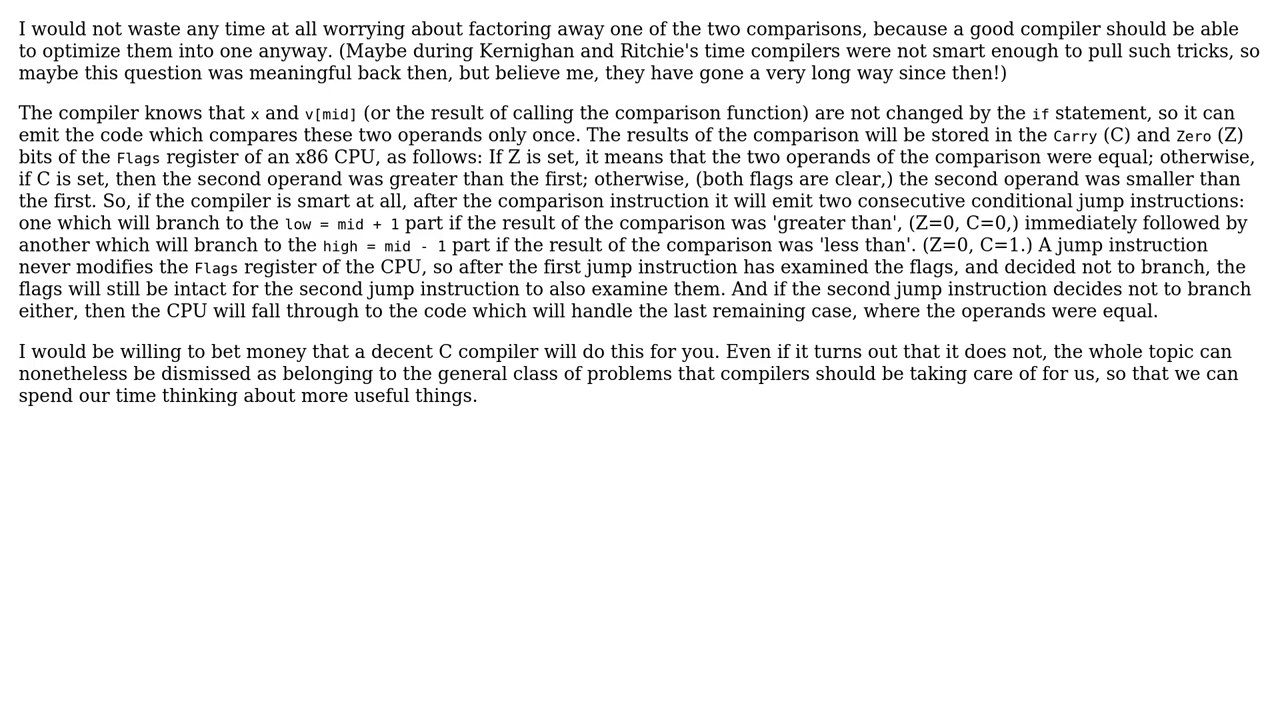 I would not waste any time at all worrying about factoring away one of the two comparisons, because a good compiler should be able
to optimize them into one anyway. (Maybe during Kernighan and Ritchie's time compilers were not smart enough to pull such tricks, so
maybe this question was meaningful back then, but believe me, they have gone a very long way since then!)
The compiler knows that x and v[mid] (or the result of calling the comparison function) are not changed by the if statement, so it can
emit the code which compares these two operands only once. The results of the comparison will be stored in the Carry (C) and Zero (Z)
bits of the Flags register of an x86 CPU, as follows: If Z is set, it means that the two operands of the comparison were equal; otherwise,
if C is set, then the second operand was greater than the first; otherwise, (both flags are clear,) the second operand was smaller than
the first. So, if the compiler is smart at all, after the comparison instruction it will emit two consecutive conditional jump instructions:
one which will branch to the low = mid + 1 part if the result of the comparison was 'greater than', (Z=0, C=0,) immediately followed by
another which will branch to the high = mid - 1 part if the result of the comparison was 'less than'. (Z=0, C=1.) A jump instruction
never modifies the Flags register of the CPU, so after the first jump instruction has examined the flags, and decided not to branch, the
flags will still be intact for the second jump instruction to also examine them. And if the second jump instruction decides not to branch
either, then the CPU will fall through to the code which will handle the last remaining case, where the operands were equal.
I would be willing to bet money that a decent C compiler will do this for you. Even if it turns out that it does not, the whole topic can
nonetheless be dismissed as belonging to the general class of problems that compilers should be taking care of for us, so that we can
spend our time thinking about more useful things.